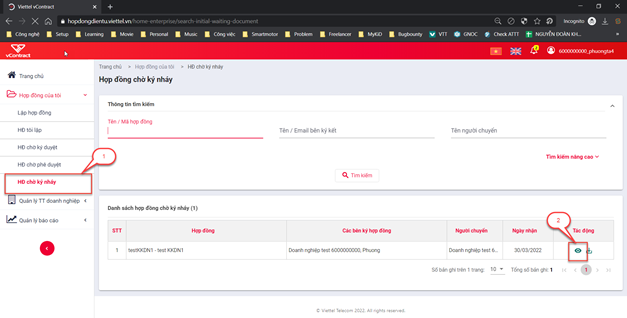 Viettel vContract
Incognito
hopdongdientu.viettel.vn/home-enterprise/search-initial-waiting-document
Công nghệ Setup Learning Movie Personal Music Công việc Smartmotor Problem Freelancer MyKiD Bugbounty VTT GNOC Check ATTT NGUYỄN ĐOÀN KH...
vContract
6000000000_phuongta4
Trang chủ
Hợp đồng của tôi
Lập hợp đồng
HĐ tôi lập
HĐ chờ ký duyệt
HĐ chờ phê duyệt
HĐ chờ ký nháy
Quản lý TT doanh nghiệp
Quản lý báo cáo
1
Trang chủ Hợp đồng của tôi HĐ chờ ký nháy
Hợp đồng chờ ký nháy
Thông tin tìm kiếm
Tên / Mã hợp đồng
Tên / Email bên ký kết
Tên người chuyển
Tìm kiếm nâng cao
Tìm kiếm
Danh sách hợp đồng chờ ký nháy (1)
2
STT Hợp đồng Các bên ký hợp đồng Người chuyển Ngày nhận Tác động
1 testKKDN1 - test KKDN1 Doanh nghiệp test 6000000000, Phuong Doanh nghiệp test 6... 30/03/2022
Số bản ghi trên 1 trang: 10 Tổng số bản ghi: 1 1
© Viettel Telecom 2022. All rights reserved.